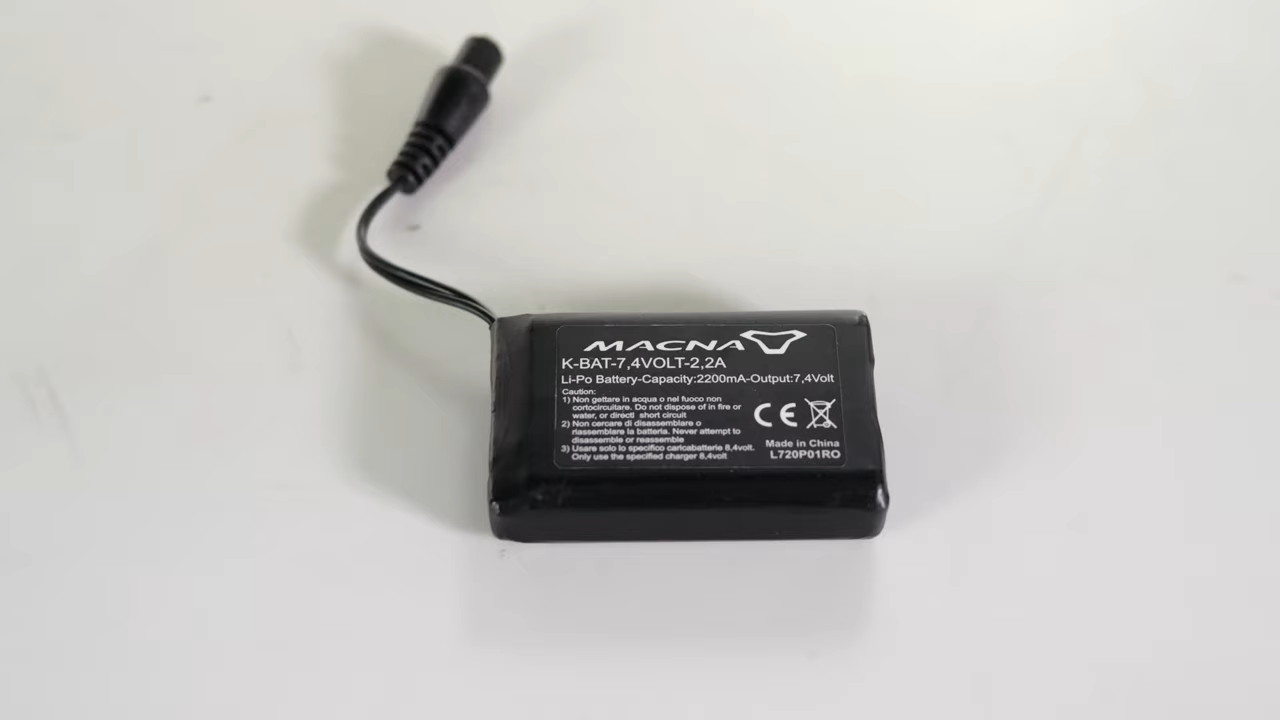 MACNA
K-BAT-7,4VOLT-2,2A
Li-Po Battery-Capacity:2200mA-Output:7,4Volt
Caution:
1) Non gettare in acqua o nel fuoco non
cortocircuitare. Do not dispose of in fire or
water, or directl short circuit
2) Non cercare di disassemblare o
riassemblare la batteria. Never attempt to
disassemble or reassemble
3) Usare solo lo specifico caricabatterie 8,4volt.
Only use the specified charger 8,4volt
CE
Made in China
L720P01RO